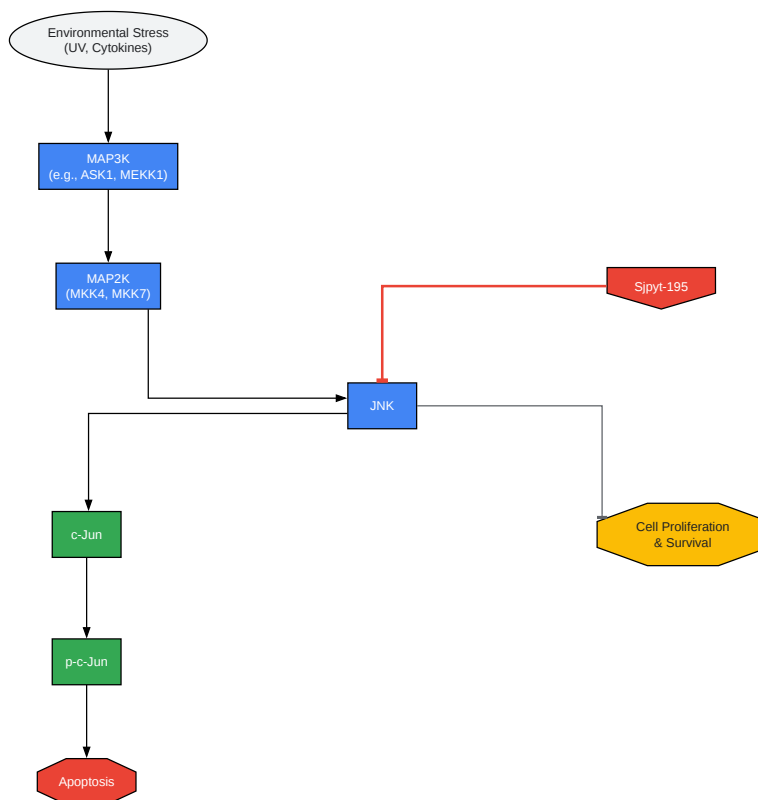 Environmental Stress
(UV, Cytokines)
MAP3K
(e.g., ASK1, MEKK1)
MAP2K
(MKK4, MKK7)
Sjpyt-195
JNK
c-Jun
Cell Proliferation
& Survival
p-c-Jun
Apoptosis